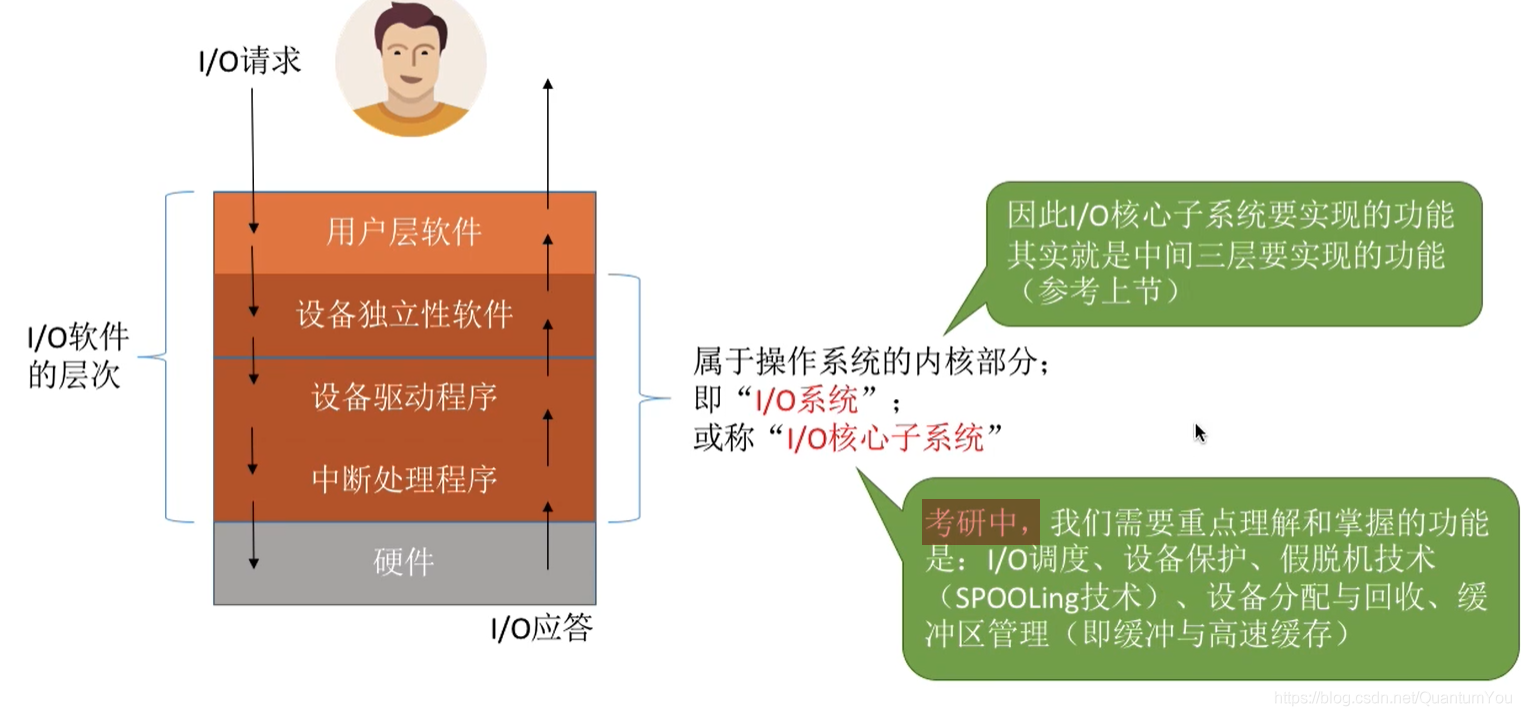 I/O请求
用户层软件
设备独立性软件
设备驱动程序
中断处理程序
硬件
I/O应答
I/O软件
的层次
因此I/O核心子系统要实现的功能
其实就是中间三层要实现的功能
（参考上节）
属于操作系统的内核部分；
即“I/O系统”；
或称“I/O核心子系统”
考研中，我们需要重点理解和掌握的功能
是：I/O调度、设备保护、假脱机技术
（SPOOLing技术）、设备分配与回收、缓
冲区管理（即缓冲与高速缓存）
https://blog.csdn.net/QuantumYou